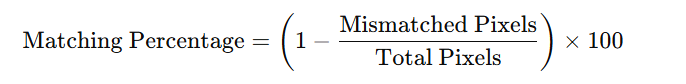 Matching Percentage = (1 − Mismatched Pixels / Total Pixels) × 100